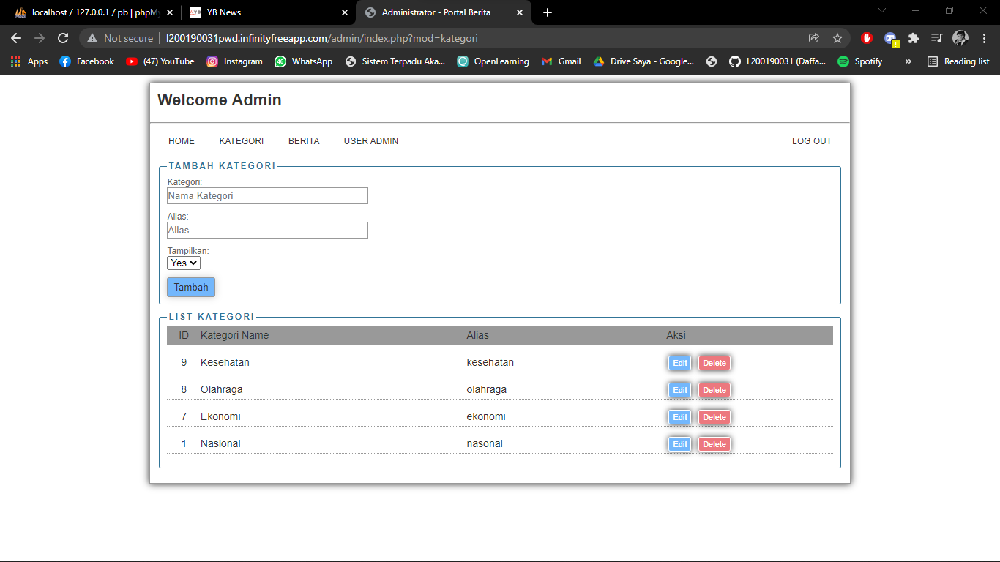 localhost / 127.0.0.1 / pb | phpMy
YB News
Administrator - Portal Berita
Not secure
l200190031pwd.infinityfreeapp.com/admin/index.php?mod=kategori
Apps
Facebook
(47) YouTube
Instagram
46
WhatsApp
Sistem Terpadu Aka...
OpenLearning
Gmail
Drive Saya - Google...
L200190031 (Daffa...
Spotify
»
Reading list
Welcome Admin
HOME KATEGORI BERITA USER ADMIN LOG OUT
TAMBAH KATEGORI
Kategori:
Nama Kategori
Alias:
Alias
Tampilkan:
Yes
Tambah
LIST KATEGORI
ID Kategori Name Alias Aksi
9 Kesehatan kesehatan Edit Delete
8 Olahraga olahraga Edit Delete
7 Ekonomi ekonomi Edit Delete
1 Nasional nasonal Edit Delete